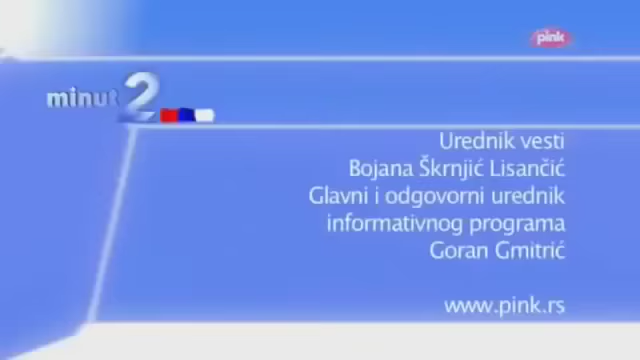 pink
minut 2
Urednik vesti
Bojana Škrnjić Lisančić
Glavni i odgovorni urednik
informativnog programa
Goran Gmitrić
www.pink.rs